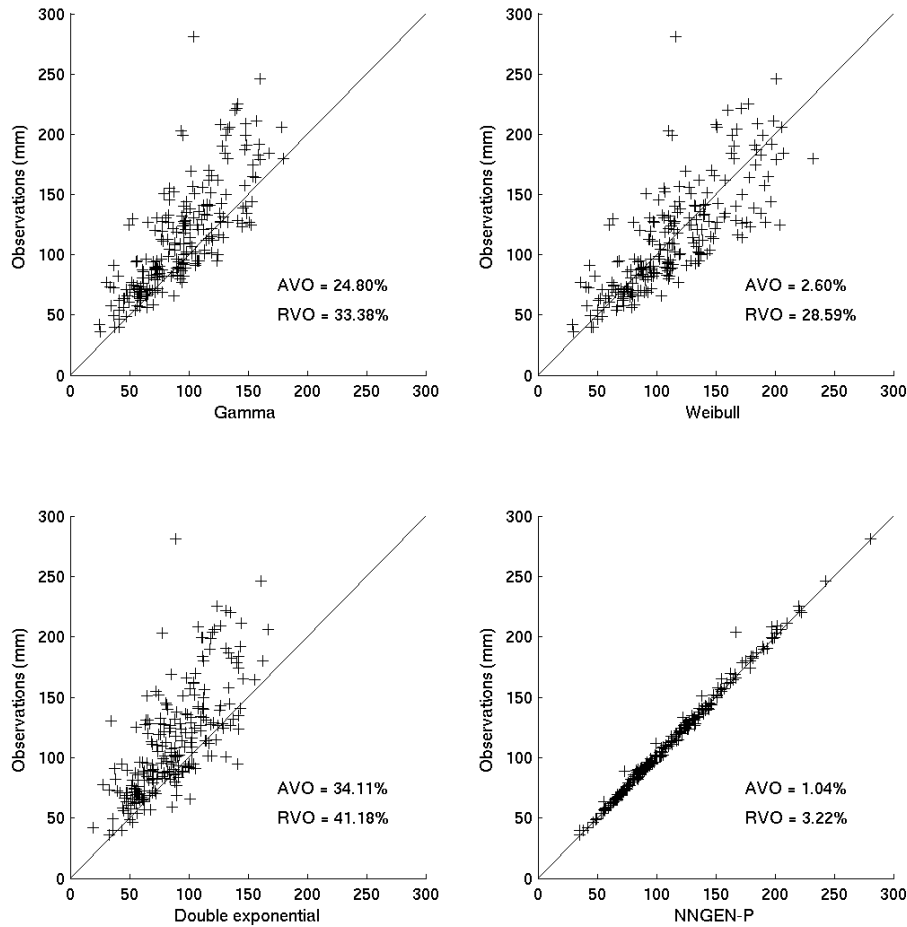 300
250
200
150
100
50
0
Observations (mm)
AVO = 24.80%
RVO = 33.38%
0 50 100 150 200 250 300
Gamma
300
250
200
150
100
50
0
Observations (mm)
AVO = 2.60%
RVO = 28.59%
0 50 100 150 200 250 300
Weibull
300
250
200
150
100
50
0
Observations (mm)
AVO = 34.11%
RVO = 41.18%
0 50 100 150 200 250 300
Double exponential
300
250
200
150
100
50
0
Observations (mm)
AVO = 1.04%
RVO = 3.22%
0 50 100 150 200 250 300
NNGEN-P